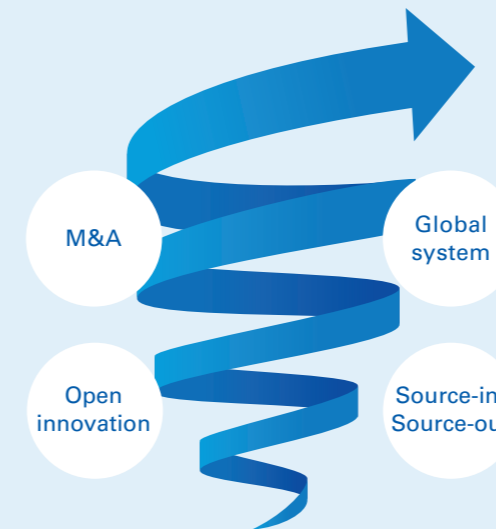 M&A
Global
system
Open
innovation
Source-in
Source-ou